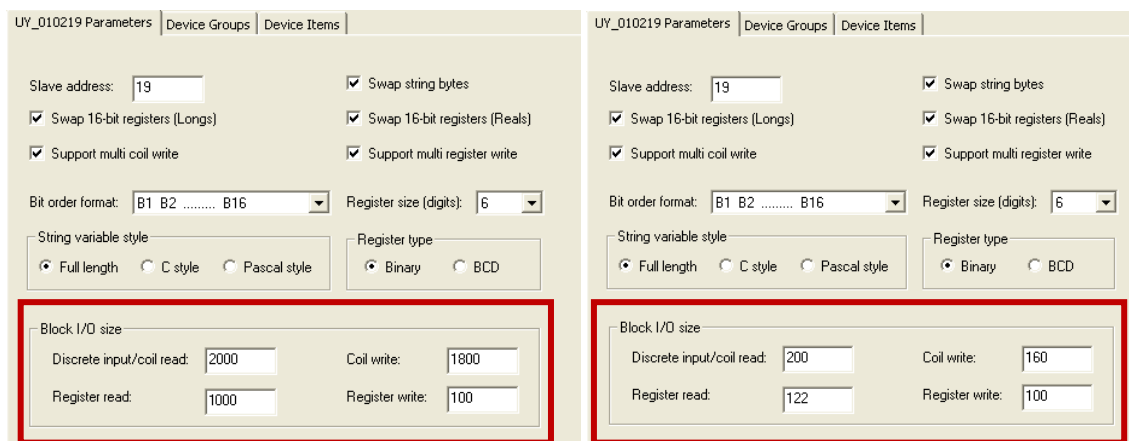 UY_010219 Parameters Device Groups Device Items
Slave address: 19 Swap string bytes
Swap 16-bit registers (Longs) Swap 16-bit registers (Reals)
Support multi coil write Support multi register write
Bit order format: B1 B2 ......... B16 Register size (digits): 6
String variable style Register type
Full length C style Pascal style Binary BCD
Block I/O size
Discrete input/coil read: 2000 Coil write: 1800
Register read: 1000 Register write: 100
UY_010219 Parameters Device Groups Device Items
Slave address: 19 Swap string bytes
Swap 16-bit registers (Longs) Swap 16-bit registers (Reals)
Support multi coil write Support multi register write
Bit order format: B1 B2 ......... B16 Register size (digits): 6
String variable style Register type
Full length C style Pascal style Binary BCD
Block I/O size
Discrete input/coil read: 200 Coil write: 160
Register read: 122 Register write: 100